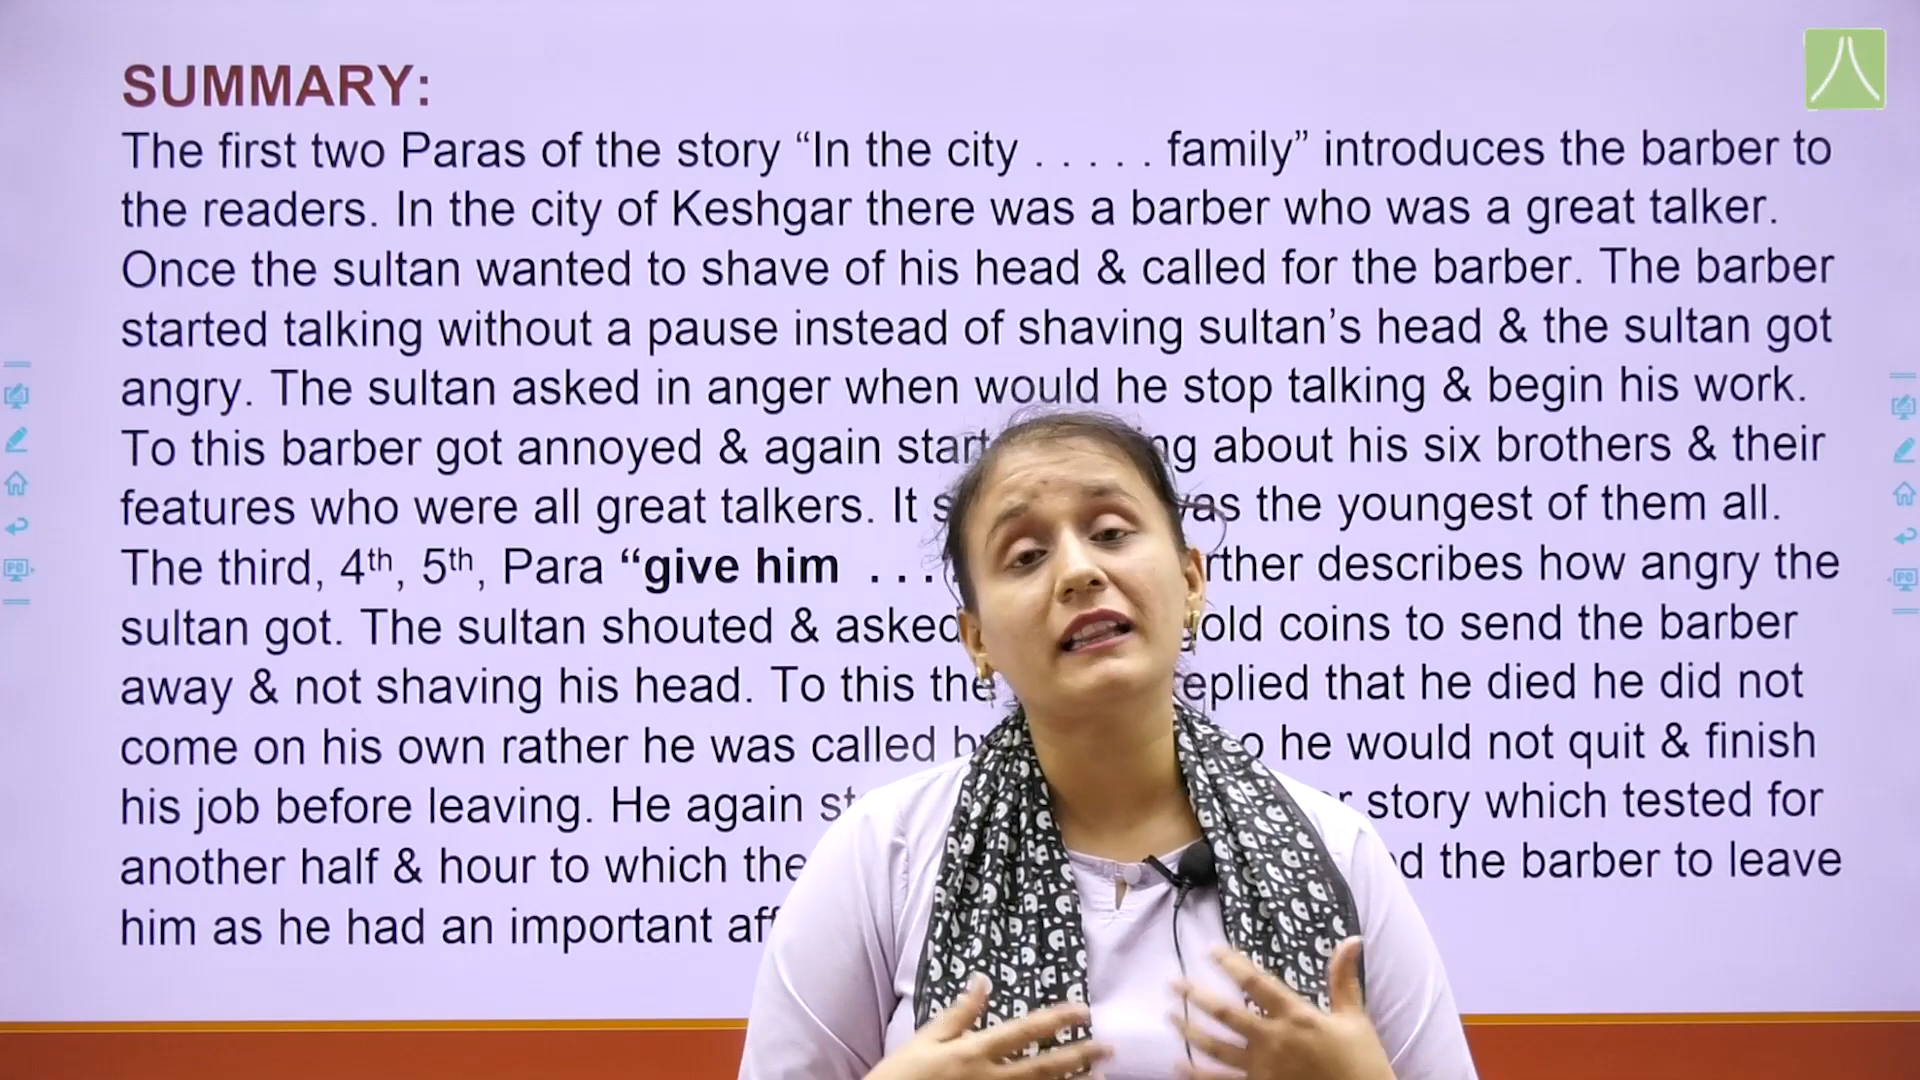 SUMMARY:
The first two Paras of the story “In the city . . . . . family” introduces the barber to
the readers. In the city of Keshgar there was a barber who was a great talker.
Once the sultan wanted to shave of his head & called for the barber. The barber
started talking without a pause instead of shaving sultan’s head & the sultan got
angry. The sultan asked in anger when would he stop talking & begin his work.
To this barber got annoyed & again about his six brothers & their
features who were all great talkers. It was the youngest of them all.
The third, 4th, 5th, Para “give him . . . . describes how angry the
sultan got. The sultan shouted & asked coins to send the barber
away & not shaving his head. To this the replied that he died he did not
come on his own rather he was called he would not quit & finish
his job before leaving. He again story which tested for
another half & hour to which the the barber to leave
him as he had an important